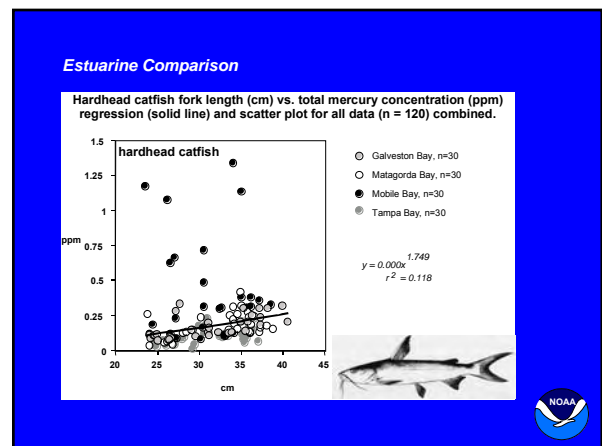 Estuarine Comparison
Hardhead catfish fork length (cm) vs. total mercury concentration (ppm)
regression (solid line) and scatter plot for all data (n = 120) combined.
1.5
hardhead catfish
1.25
1
ppm
0.75
0.5
0.25
0
20
25
30
35
40
45
cm
Galveston Bay, n=30
Matagorda Bay, n=30
Mobile Bay, n=30
Tampa Bay, n=30
y = 0.000x^1.749
r^2 = 0.118
NOAA